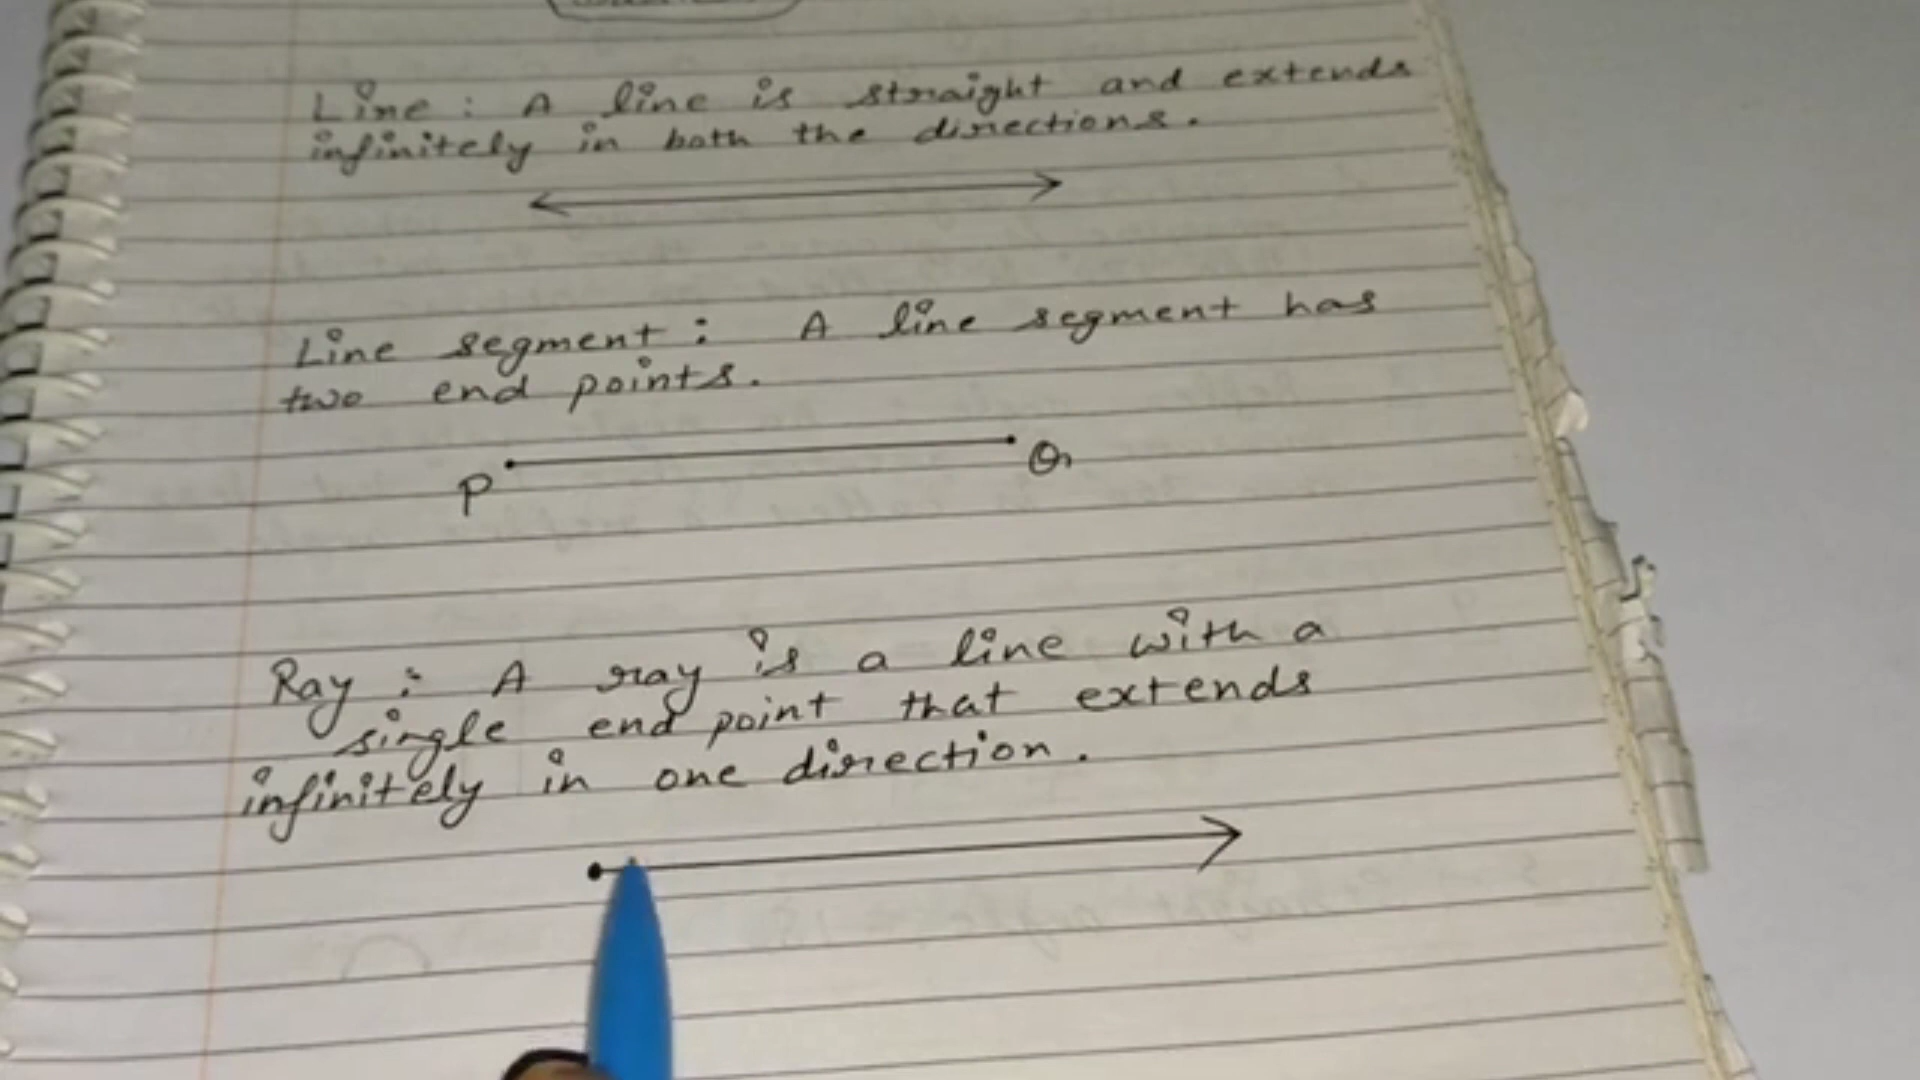 Line : A line is straight and extends
infinitely in both the directions.
Line segment : A line segment has
two end points.
P Q
Ray : A ray is a line with a
single end point that extends
infinitely in one direction.